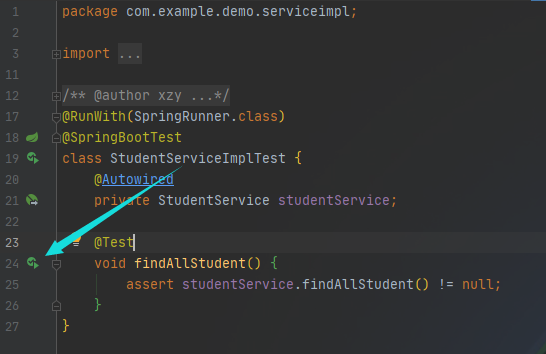 1 package com.example.demo.serviceimpl;
2
3 import ...
11
12 /** @author xzy ...*/
17 @RunWith(SpringRunner.class)
18 @SpringBootTest
19 class StudentServiceImplTest {
20 @Autowired
21 private StudentService studentService;
22
23 @Test
24 void findAllStudent() {
25 assert studentService.findAllStudent() != null;
26 }
27 }